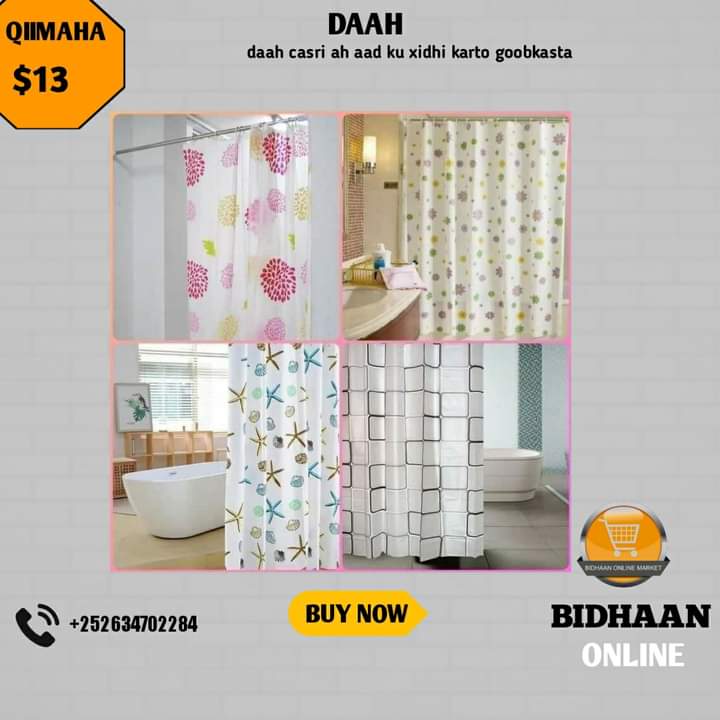 QIIMAHA
$13
DAAH
daah casri ah aad ku xidhi karto goobkasta
BIDHAAN ONLINE MARKET
+252634702284
BUY NOW
BIDHAAN
ONLINE